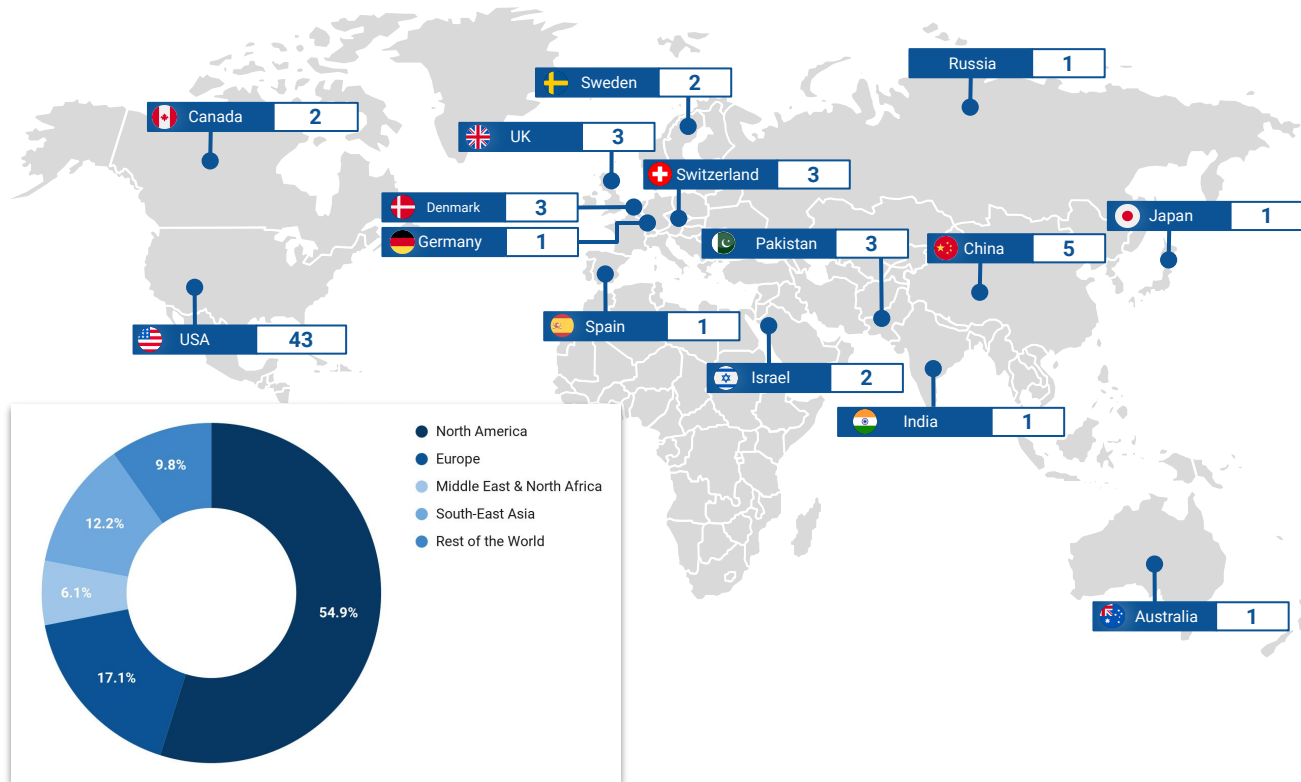 Russia 1
Sweden 2
Canada 2
UK 3
Switzerland 3
Denmark 3
Japan 1
Germany 1
Pakistan 3
China 5
Spain 1
USA 43
Israel 2
India 1
Australia 1
North America
Europe
Middle East & North Africa
South-East Asia
Rest of the World
9.8%
12.2%
6.1%
54.9%
17.1%